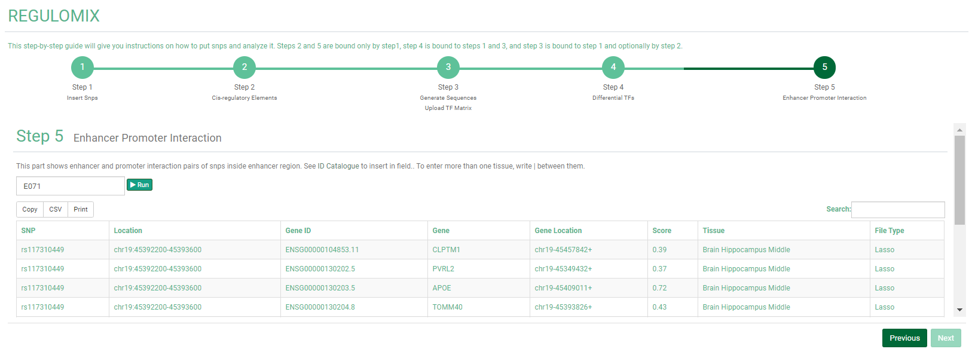 REGULOMIX
This step-by-step guide will give you instructions on how to put snps and analyze it. Steps 2 and 5 are bound only by step1, step 4 is bound to steps 1 and 3, and step 3 is bound to step 1 and optionally by step 2.
1 2 3 4 5
Step 1 Step 2 Step 3 Step 4 Step 5
Insert Snps Cis-regulatory Elements Generate Sequences Differential TFs Enhancer Promoter Interaction
Upload TF Matrix
Step 5 Enhancer Promoter Interaction
This part shows enhancer and promoter interaction pairs of snps inside enhancer region. See ID Catalogue to insert in field.. To enter more than one tissue, write | between them.
E071 Run
Copy CSV Print Search:
SNP Location Gene ID Gene Gene Location Score Tissue File Type
rs117310449 chr19:45392200-45393600 ENSG00000104853.11 CLPTM1 chr19-45457842+ 0.39 Brain Hippocampus Middle Lasso
rs117310449 chr19:45392200-45393600 ENSG00000130202.5 PVRL2 chr19-45349432+ 0.37 Brain Hippocampus Middle Lasso
rs117310449 chr19:45392200-45393600 ENSG00000130203.5 APOE chr19-45409011+ 0.72 Brain Hippocampus Middle Lasso
rs117310449 chr19:45392200-45393600 ENSG00000130204.8 TOMM40 chr19-45393826+ 0.43 Brain Hippocampus Middle Lasso
Previous Next